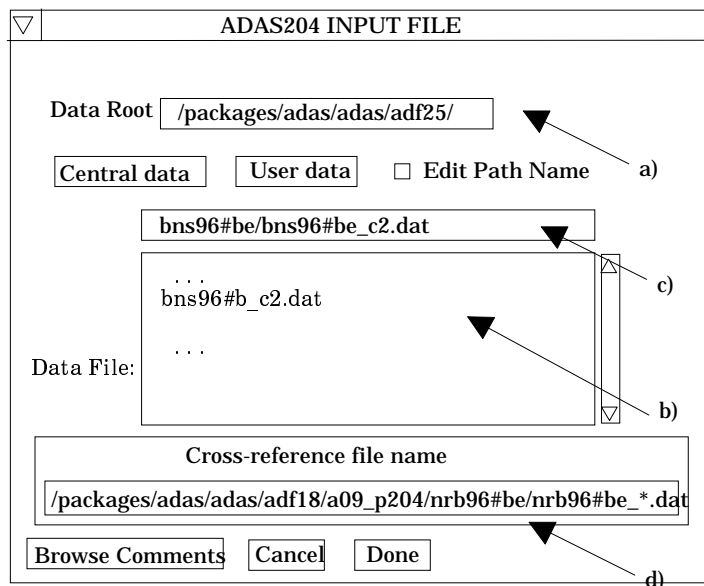 ADAS204 INPUT FILE
Data Root /packages/adas/adas/adf25/
a)
Central data User data Edit Path Name
bns96#be/bns96#be_c2.dat
c)
. . .
bns96#b_c2.dat
. . .
Data File:
b)
Cross-reference file name
/packages/adas/adas/adf18/a09_p204/nrb96#be/nrb96#be_*.dat
Browse Comments Cancel Done
d)